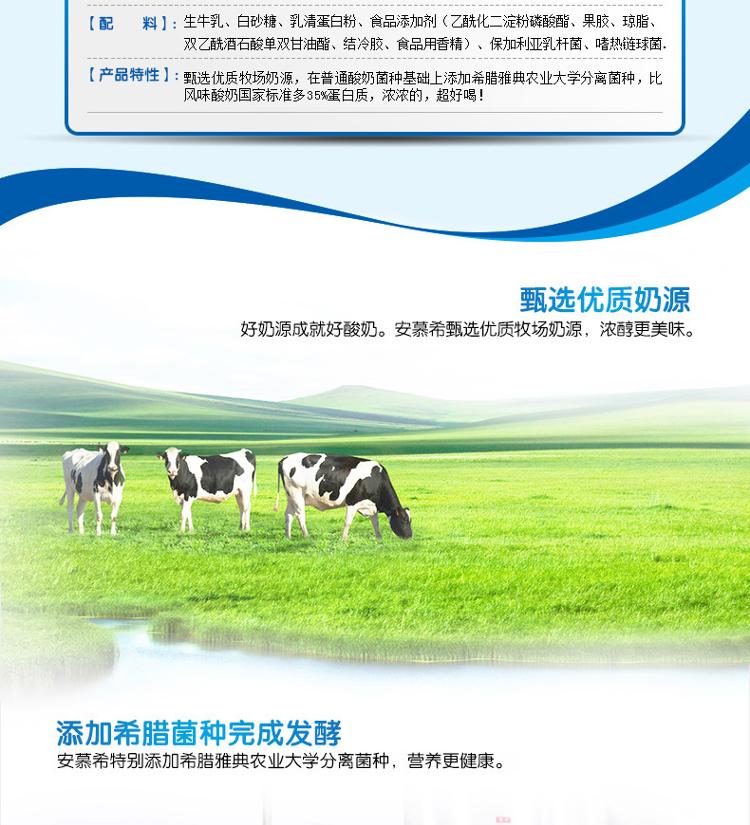 【配　　料】：生牛乳、白砂糖、乳清蛋白粉、食品添加剂（乙酰化二淀粉磷酸酯、果胶、琼脂、
双乙酰酒石酸单双甘油酯、结冷胶、食品用香精）、保加利亚乳杆菌、嗜热链球菌.
【产品特性】：甄选优质牧场奶源，在普通酸奶菌种基础上添加希腊雅典农业大学分离菌种，比
风味酸奶国家标准多35%蛋白质，浓浓的，超好喝！
甄选优质奶源
好奶源成就好酸奶。安慕希甄选优质牧场奶源，浓醇更美味。
添加希腊菌种完成发酵
安慕希特别添加希腊雅典农业大学分离菌种，营养更健康。